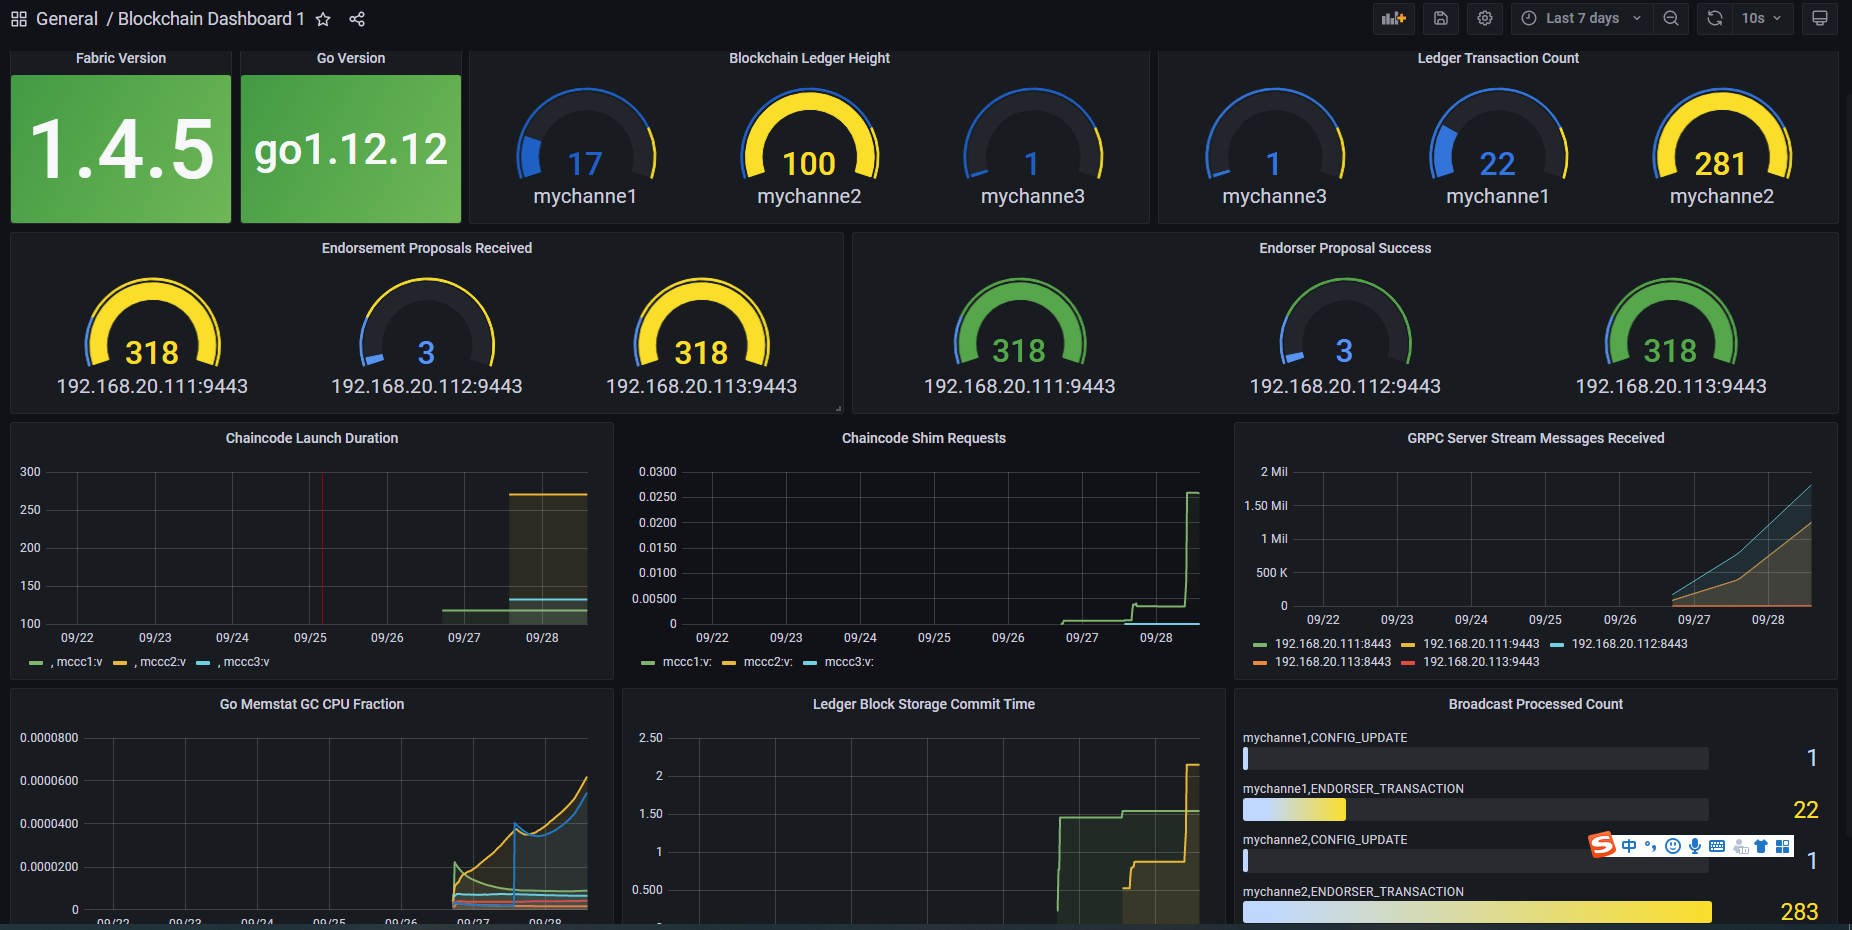 General / Blockchain Dashboard 1
Last 7 days
10s
Fabric Version
Go Version
Blockchain Ledger Height
Ledger Transaction Count
1.4.5
go1.12.12
17
100
1
1
22
281
mychanne1
mychanne2
mychanne3
mychanne3
mychanne1
mychanne2
Endorsement Proposals Received
Endorser Proposal Success
318
3
318
318
3
318
192.168.20.111:9443
192.168.20.112:9443
192.168.20.113:9443
192.168.20.111:9443
192.168.20.112:9443
192.168.20.113:9443
Chaincode Launch Duration
300
250
200
150
100
09/22 09/23 09/24 09/25 09/26 09/27 09/28
, mccc1:v , mccc2:v , mccc3:v
Chaincode Shim Requests
0.0300
0.0250
0.0200
0.0150
0.0100
0.00500
0
09/22 09/23 09/24 09/25 09/26 09/27 09/28
mccc1:v: mccc2:v: mccc3:v:
GRPC Server Stream Messages Received
2 Mil
1.50 Mil
1 Mil
500 K
0
09/22 09/23 09/24 09/25 09/26 09/27 09/28
192.168.20.111:8443 192.168.20.111:9443 192.168.20.112:8443
192.168.20.113:8443 192.168.20.113:9443
Go Memstat GC CPU Fraction
0.0000800
0.0000600
0.0000400
0.0000200
0
09/22 09/23 09/24 09/25 09/26 09/27 09/28
Ledger Block Storage Commit Time
2.50
2
1.50
1
0.500
Broadcast Processed Count
mychanne1,CONFIG_UPDATE
1
mychanne1,ENDORSER_TRANSACTION
22
mychanne2,CONFIG_UPDATE
S 中
1
mychanne2,ENDORSER_TRANSACTION
283